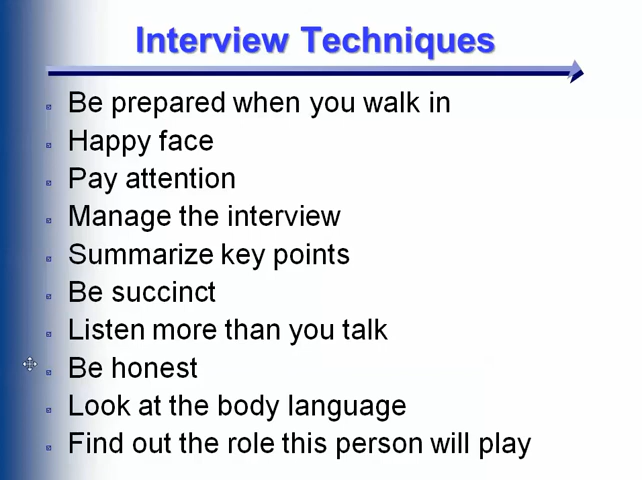 Interview Techniques
Be prepared when you walk in
Happy face
Pay attention
Manage the interview
Summarize key points
Be succinct
Listen more than you talk
Be honest
Look at the body language
Find out the role this person will play